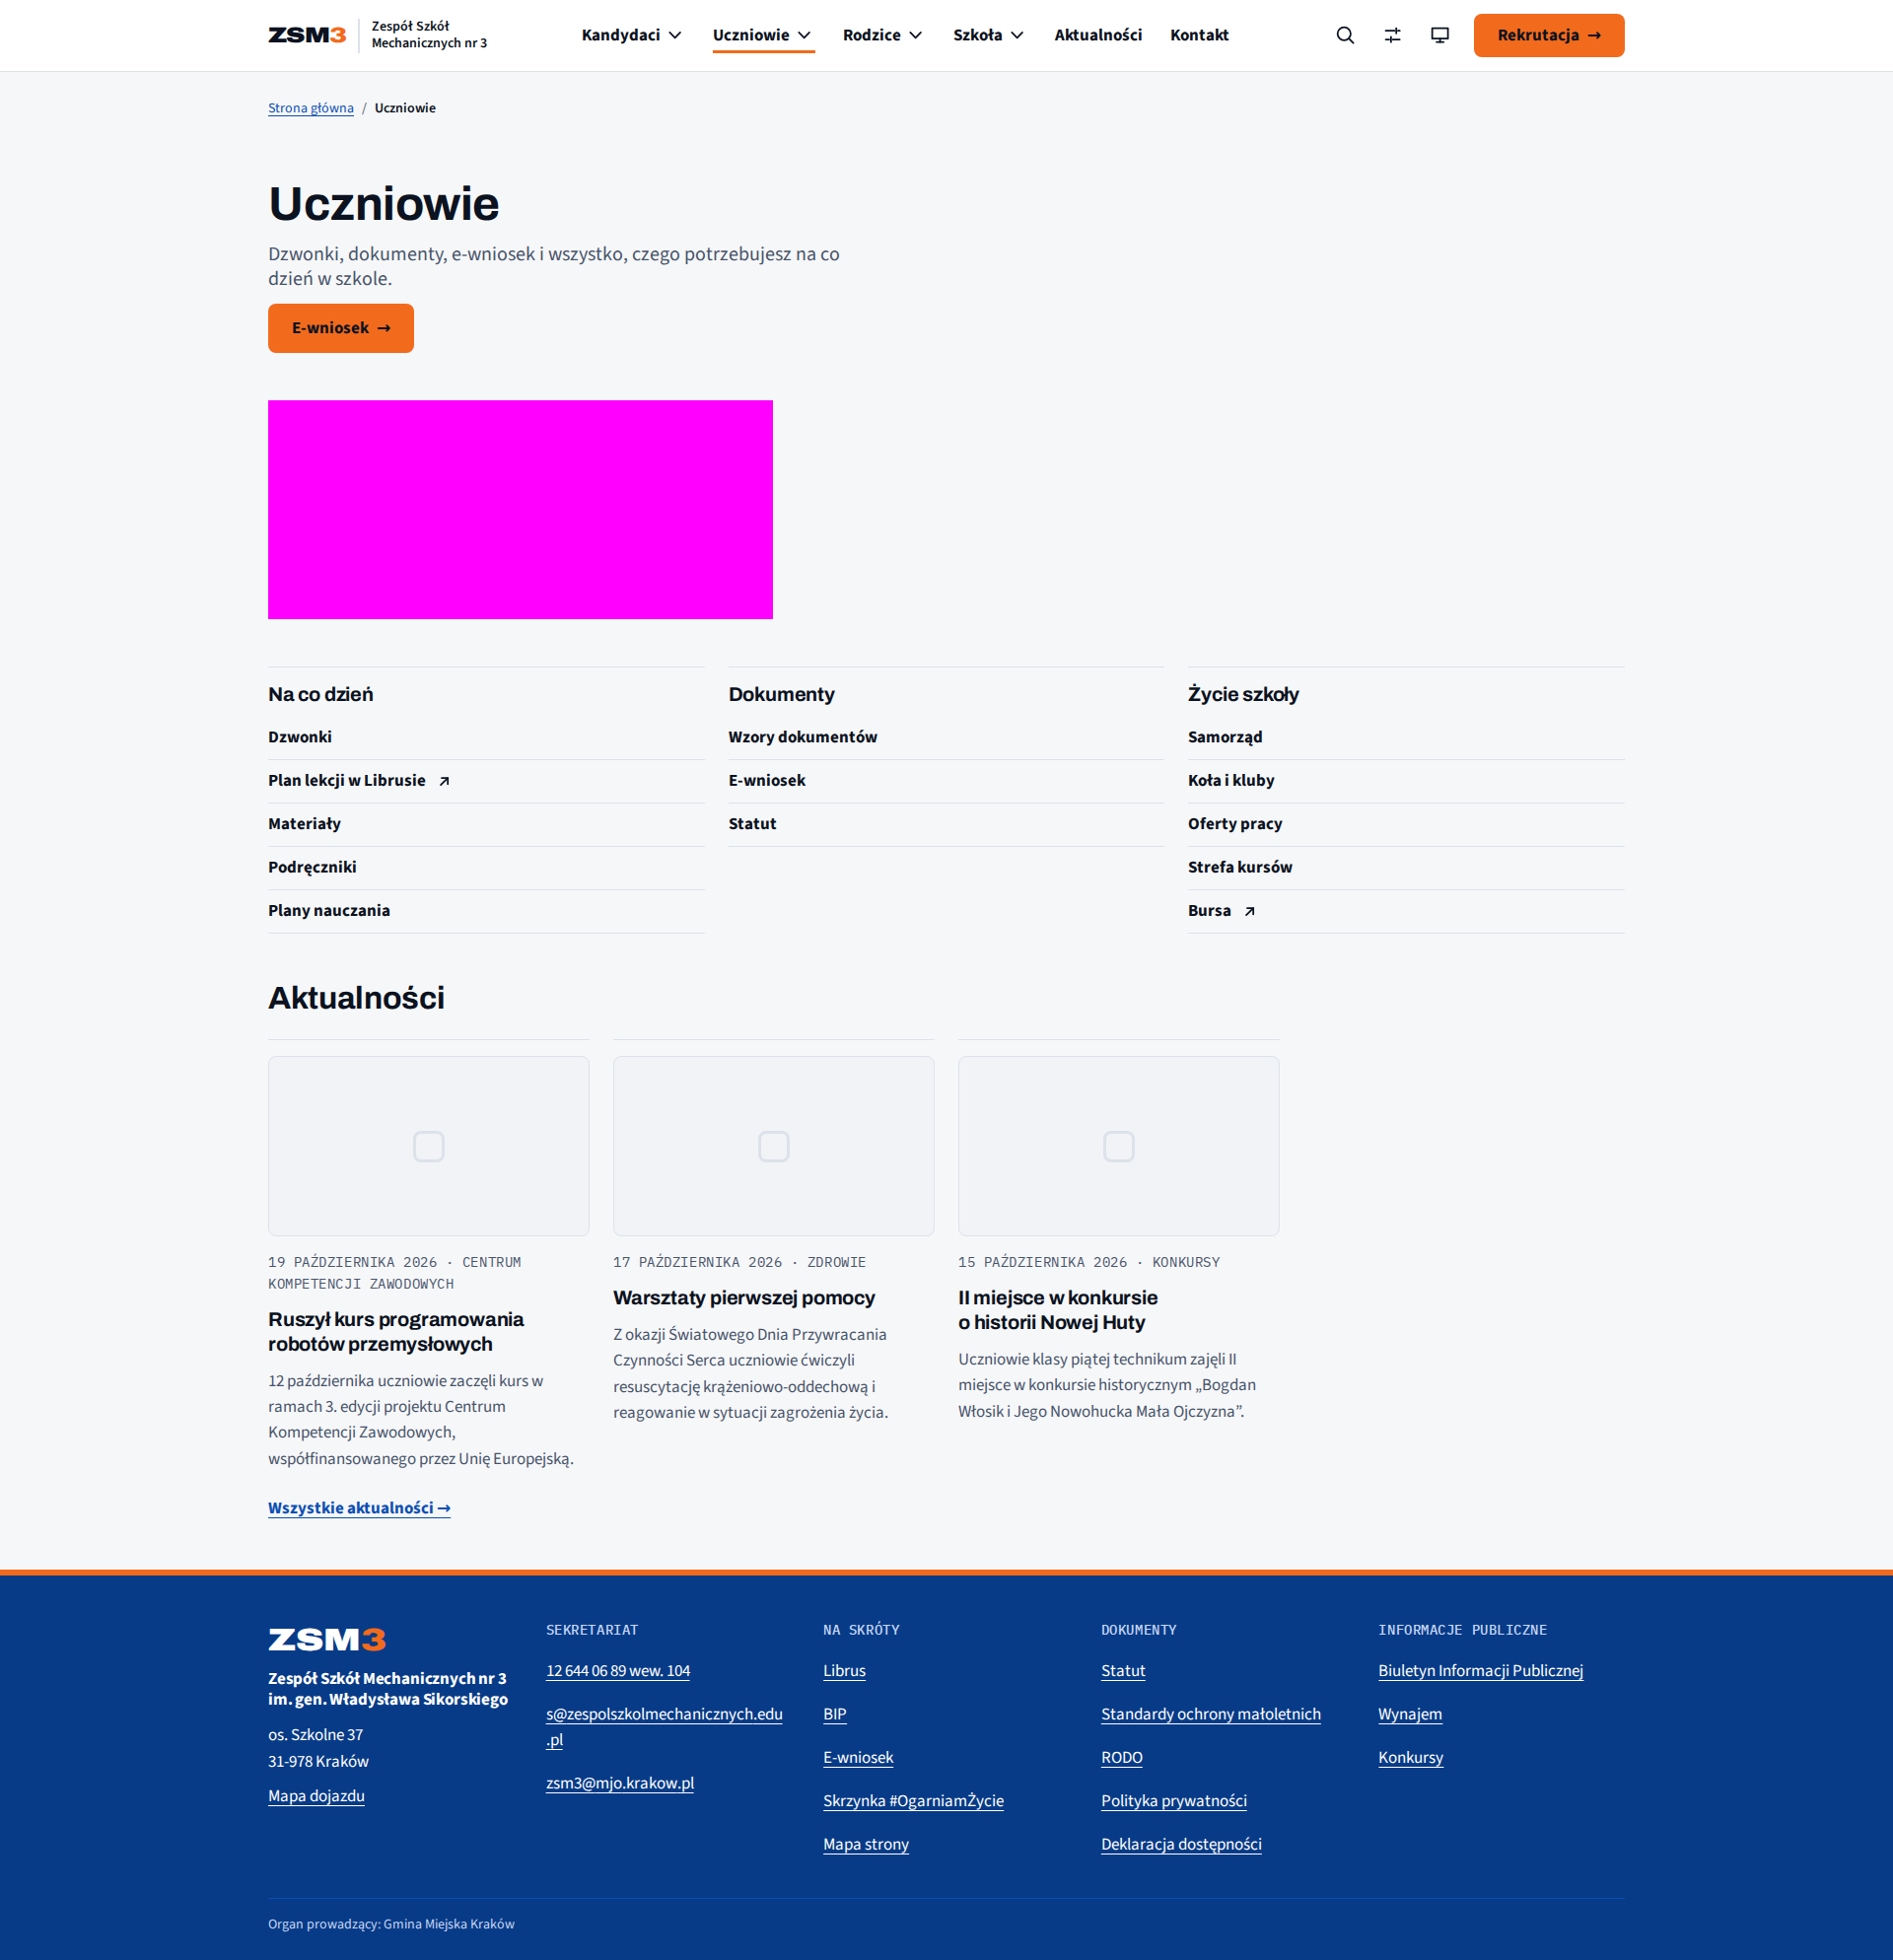 ZSM3
Zespół Szkół
Mechanicznych nr 3
Kandydaci
Uczniowie
Rodzice
Szkoła
Aktualności
Kontakt
Rekrutacja →
Strona główna / Uczniowie
Uczniowie
Dzwonki, dokumenty, e-wniosek i wszystko, czego potrzebujesz na co
dzień w szkole.
E-wniosek →
Na co dzień
Dzwonki
Plan lekcji w Librusie
Materiały
Podręczniki
Plany nauczania
Dokumenty
Wzory dokumentów
E-wniosek
Statut
Życie szkoły
Samorząd
Koła i kluby
Oferty pracy
Strefa kursów
Bursa
Aktualności
19 PAŹDZIERNIKA 2026 · CENTRUM
KOMPETENCJI ZAWODOWYCH
Ruszył kurs programowania
robotów przemysłowych
12 października uczniowie zaczęli kurs w
ramach 3. edycji projektu Centrum
Kompetencji Zawodowych,
współfinansowanego przez Unię Europejską.
17 PAŹDZIERNIKA 2026 · ZDROWIE
Warsztaty pierwszej pomocy
Z okazji Światowego Dnia Przywracania
Czynności Serca uczniowie ćwiczyli
resuscytację krążeniowo-oddechową i
reagowanie w sytuacji zagrożenia życia.
15 PAŹDZIERNIKA 2026 · KONKURSY
II miejsce w konkursie
o historii Nowej Huty
Uczniowie klasy piątej technikum zajęli II
miejsce w konkursie historycznym „Bogdan
Włosik i Jego Nowohucka Mała Ojczyzna”.
Wszystkie aktualności →
ZSM3
Zespół Szkół Mechanicznych nr 3
im. gen. Władysława Sikorskiego
os. Szkolne 37
31-978 Kraków
Mapa dojazdu
SEKRETARIAT
12 644 06 89 wew. 104
s@zespolszkolmechanicznych.edu
.pl
zsm3@mjo.krakow.pl
NA SKRÓTY
Librus
BIP
E-wniosek
Skrzynka #OgarniamŻycie
Mapa strony
DOKUMENTY
Statut
Standardy ochrony małoletnich
RODO
Polityka prywatności
Deklaracja dostępności
INFORMACJE PUBLICZNE
Biuletyn Informacji Publicznej
Wynajem
Konkursy
Organ prowadzący: Gmina Miejska Kraków